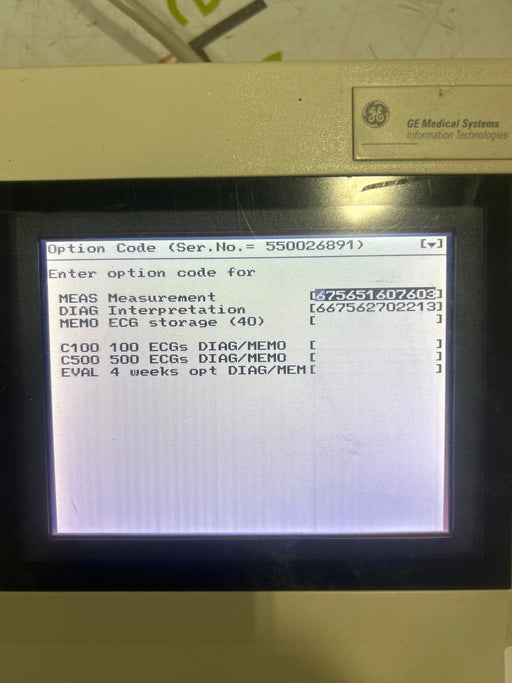 GE Medical Systems
Information Technologies
Option Code (Ser.No.= 550026891) [▾]
Enter option code for
MEAS Measurement [675651607603]
DIAG Interpretation [667562702213]
MEMO ECG storage (40) [ ]
C100 100 ECGs DIAG/MEMO [ ]
C500 500 ECGs DIAG/MEMO [ ]
EVAL 4 weeks opt DIAG/MEM[ ]